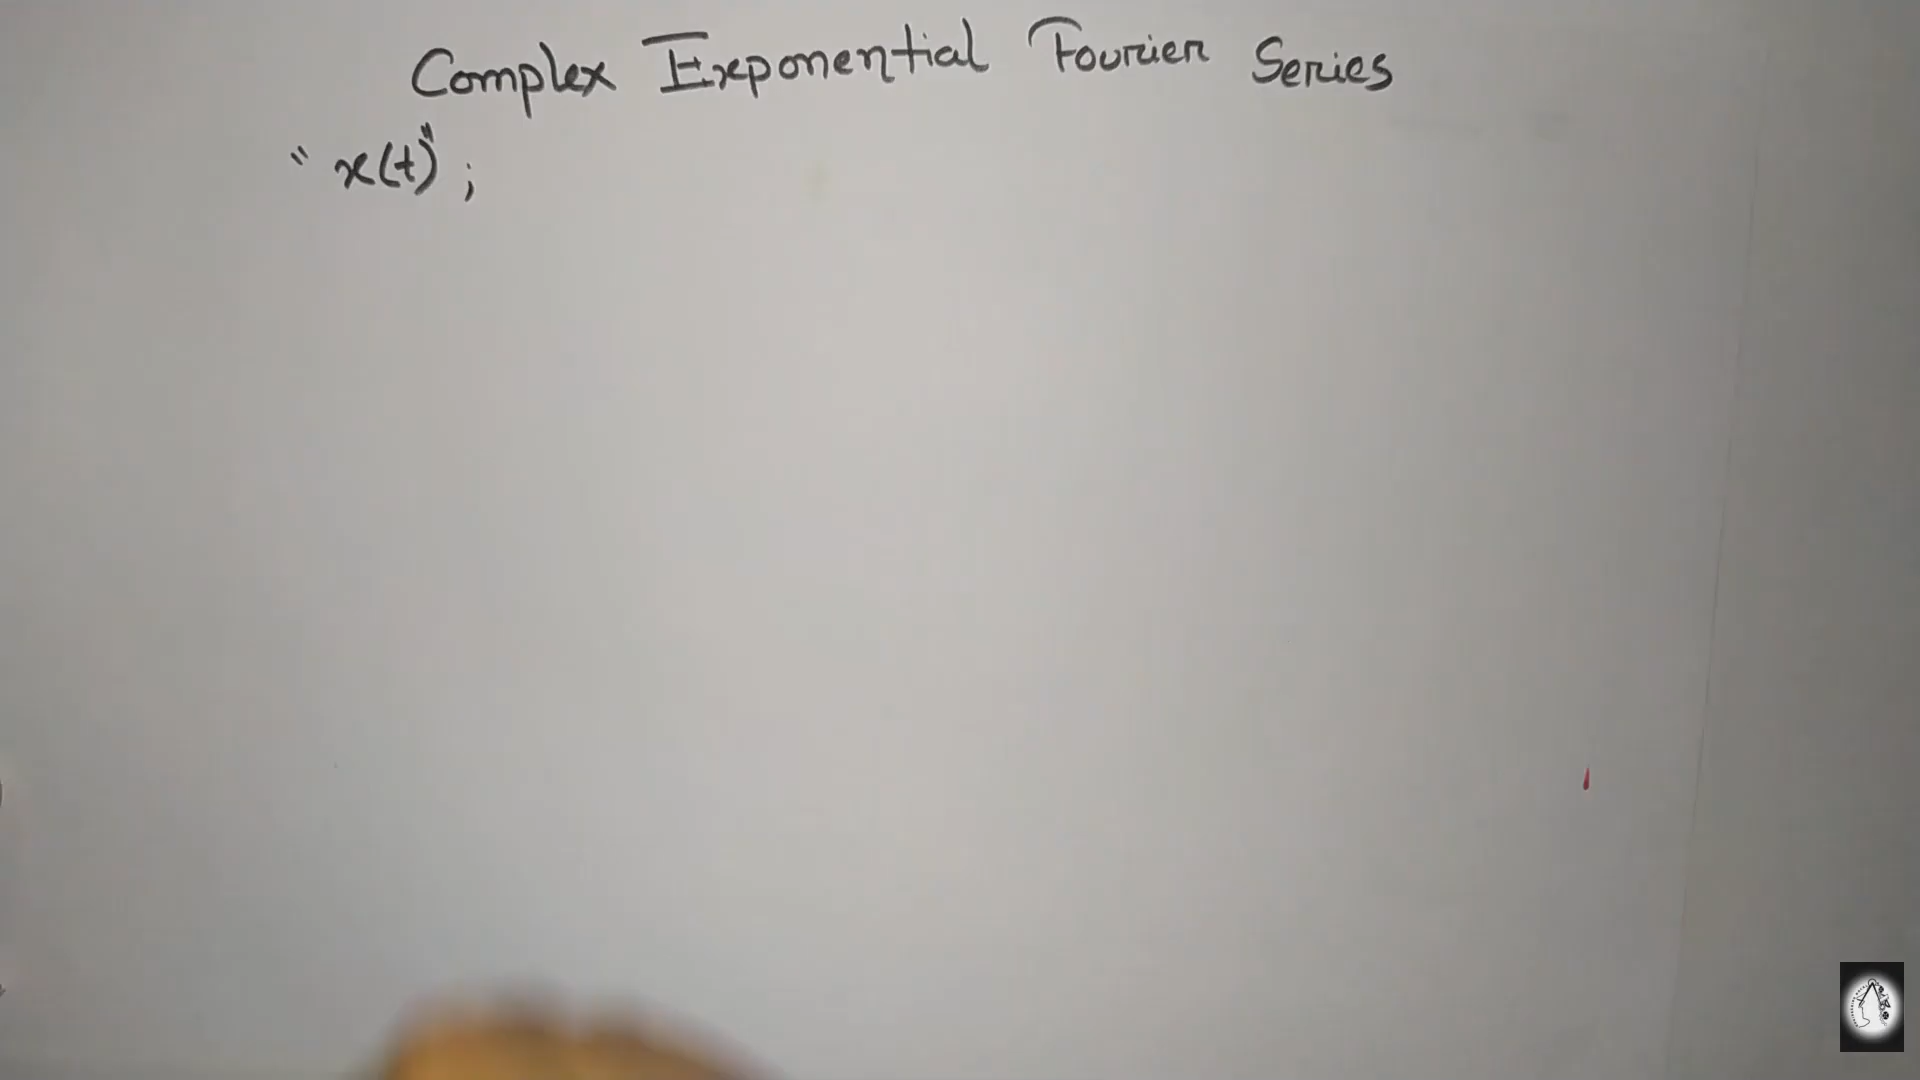 Complex Exponential Fourier Series
" x(t)" ;